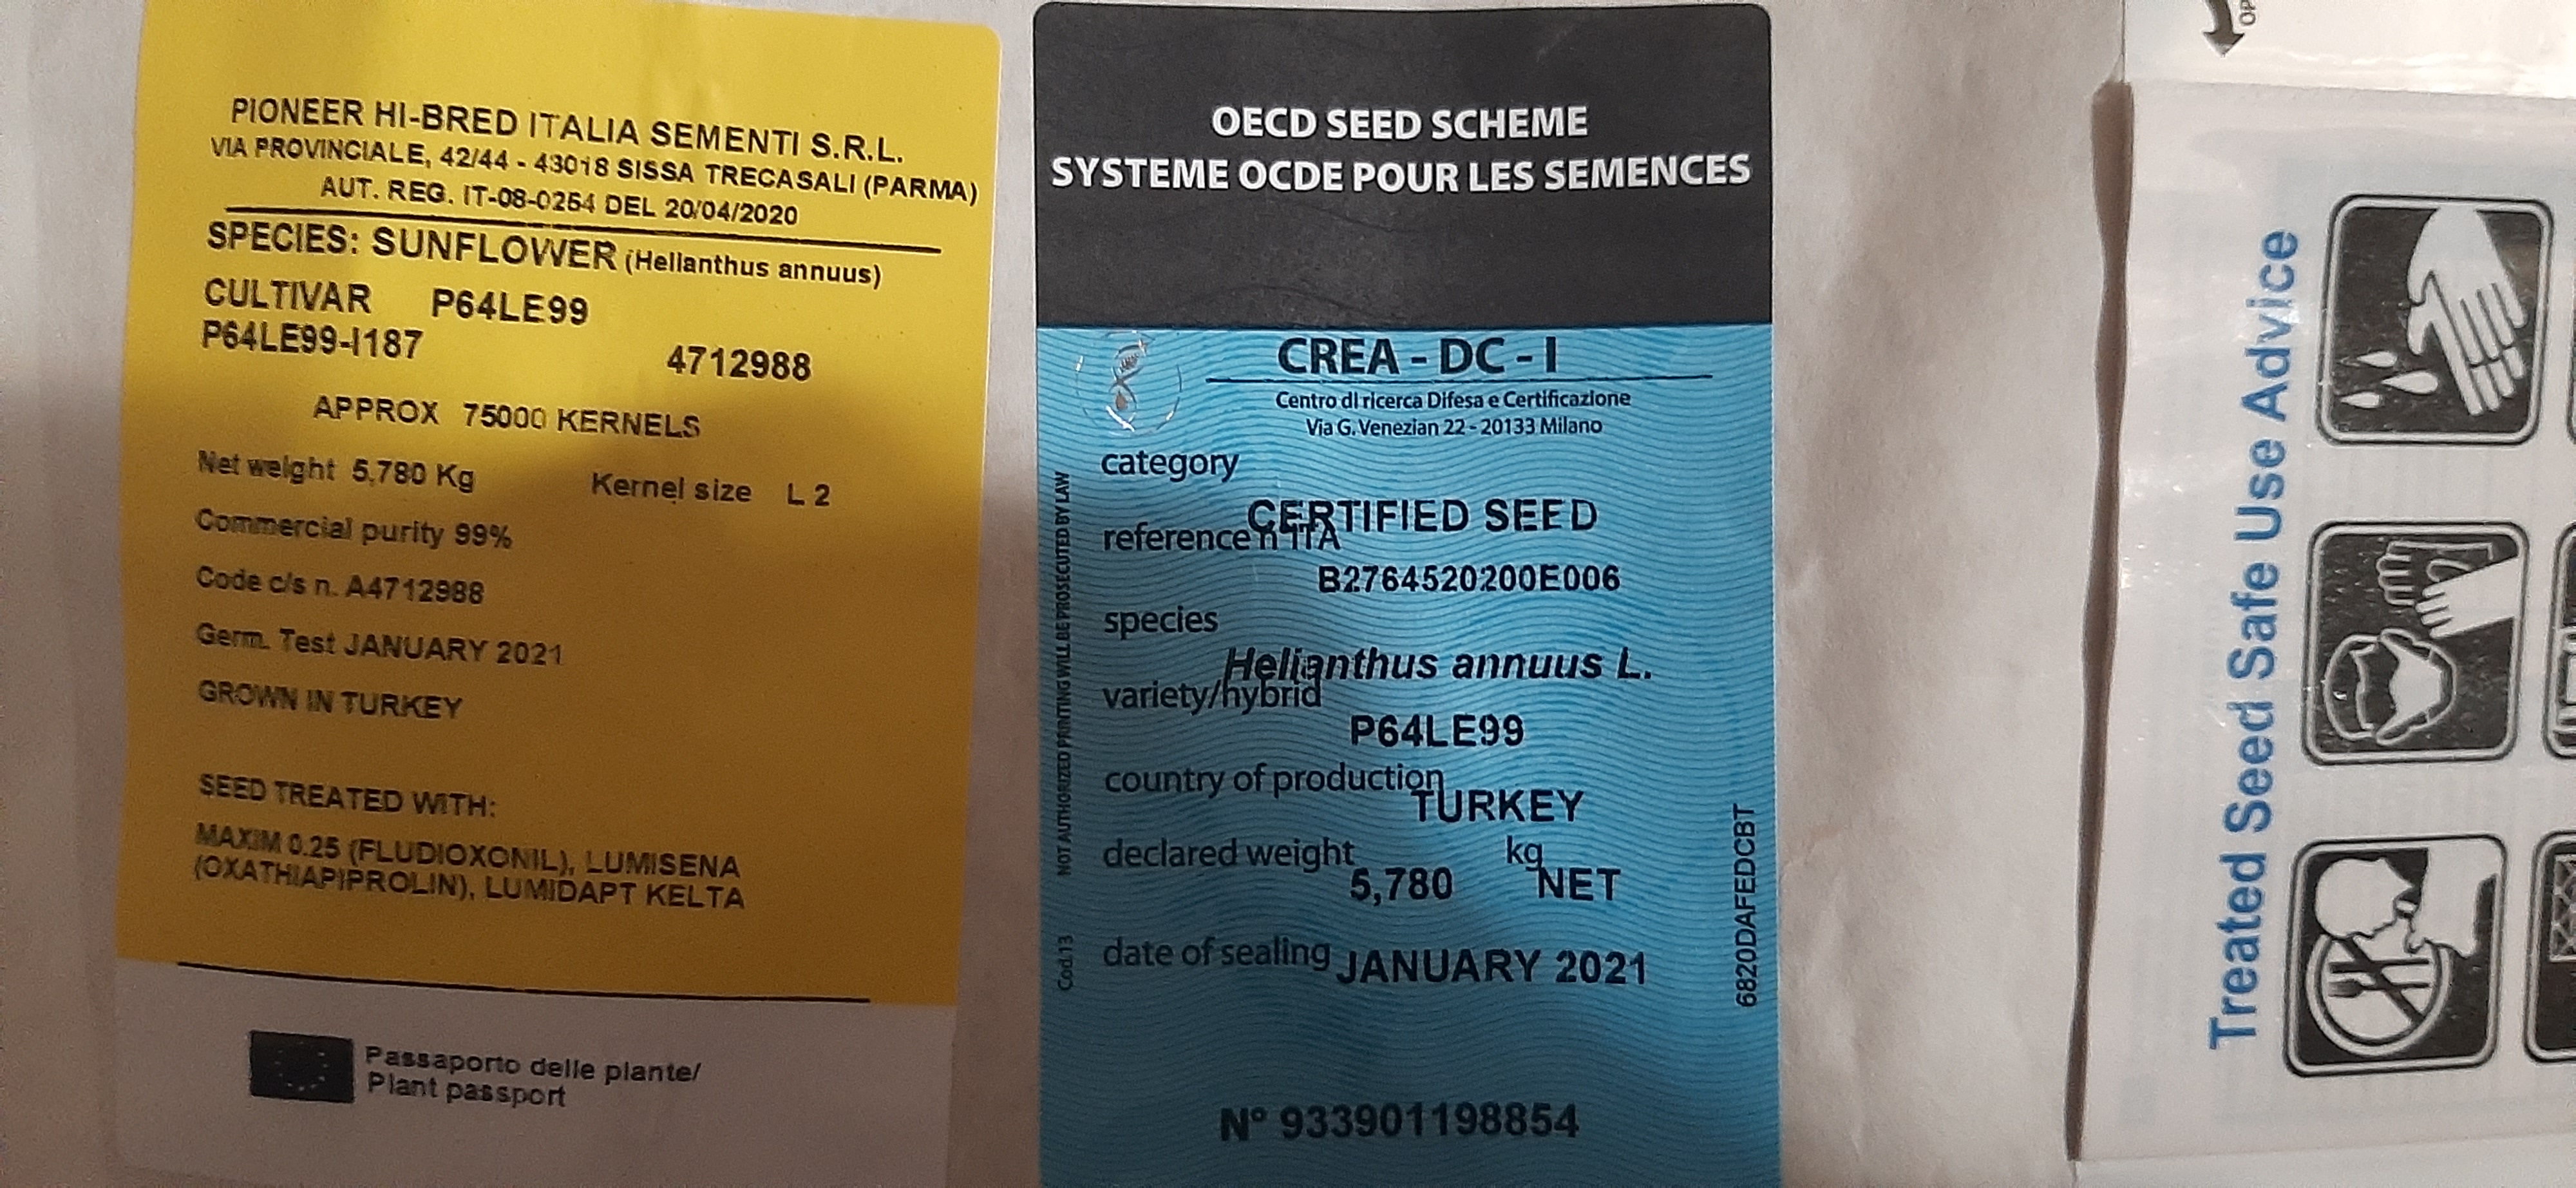 PIONEER HI-BRED ITALIA SEMENTI S.R.L.
VIA PROVINCIALE, 42/44 - 43018 SISSA TRECASALI (PARMA)
AUT. REG. IT-08-0254 DEL 20/04/2020
SPECIES: SUNFLOWER (Helianthus annuus)
CULTIVAR P64LE99
P64LE99-I187 4712988
APPROX 75000 KERNELS
Net weight 5,780 Kg Kernel size L 2
Commercial purity 99%
Code c/s n. A4712988
Germ. Test JANUARY 2021
GROWN IN TURKEY
SEED TREATED WITH:
MAXIM 0.25 (FLUDIOXONIL), LUMISENA
(OXATHIAPIPROLIN), LUMIDAPT KELTA
Passaporto delle piante/
Plant passport
OECD SEED SCHEME
SYSTEME OCDE POUR LES SEMENCES
CREA - DC - I
Centro di ricerca Difesa e Certificazione
Via G. Venezian 22 - 20133 Milano
category
CERTIFIED SEED
reference n ITA
B2764520200E006
species
Helianthus annuus L.
variety/hybrid
P64LE99
country of production
TURKEY
declared weight kg
5,780 NET
date of sealing JANUARY 2021
N° 933901198854
Cod.13 NOT AUTHORIZED PRINTING WILL BE PROSECUTED BY LAW
6820DAFEDCBT
Treated Seed Safe Use Advice